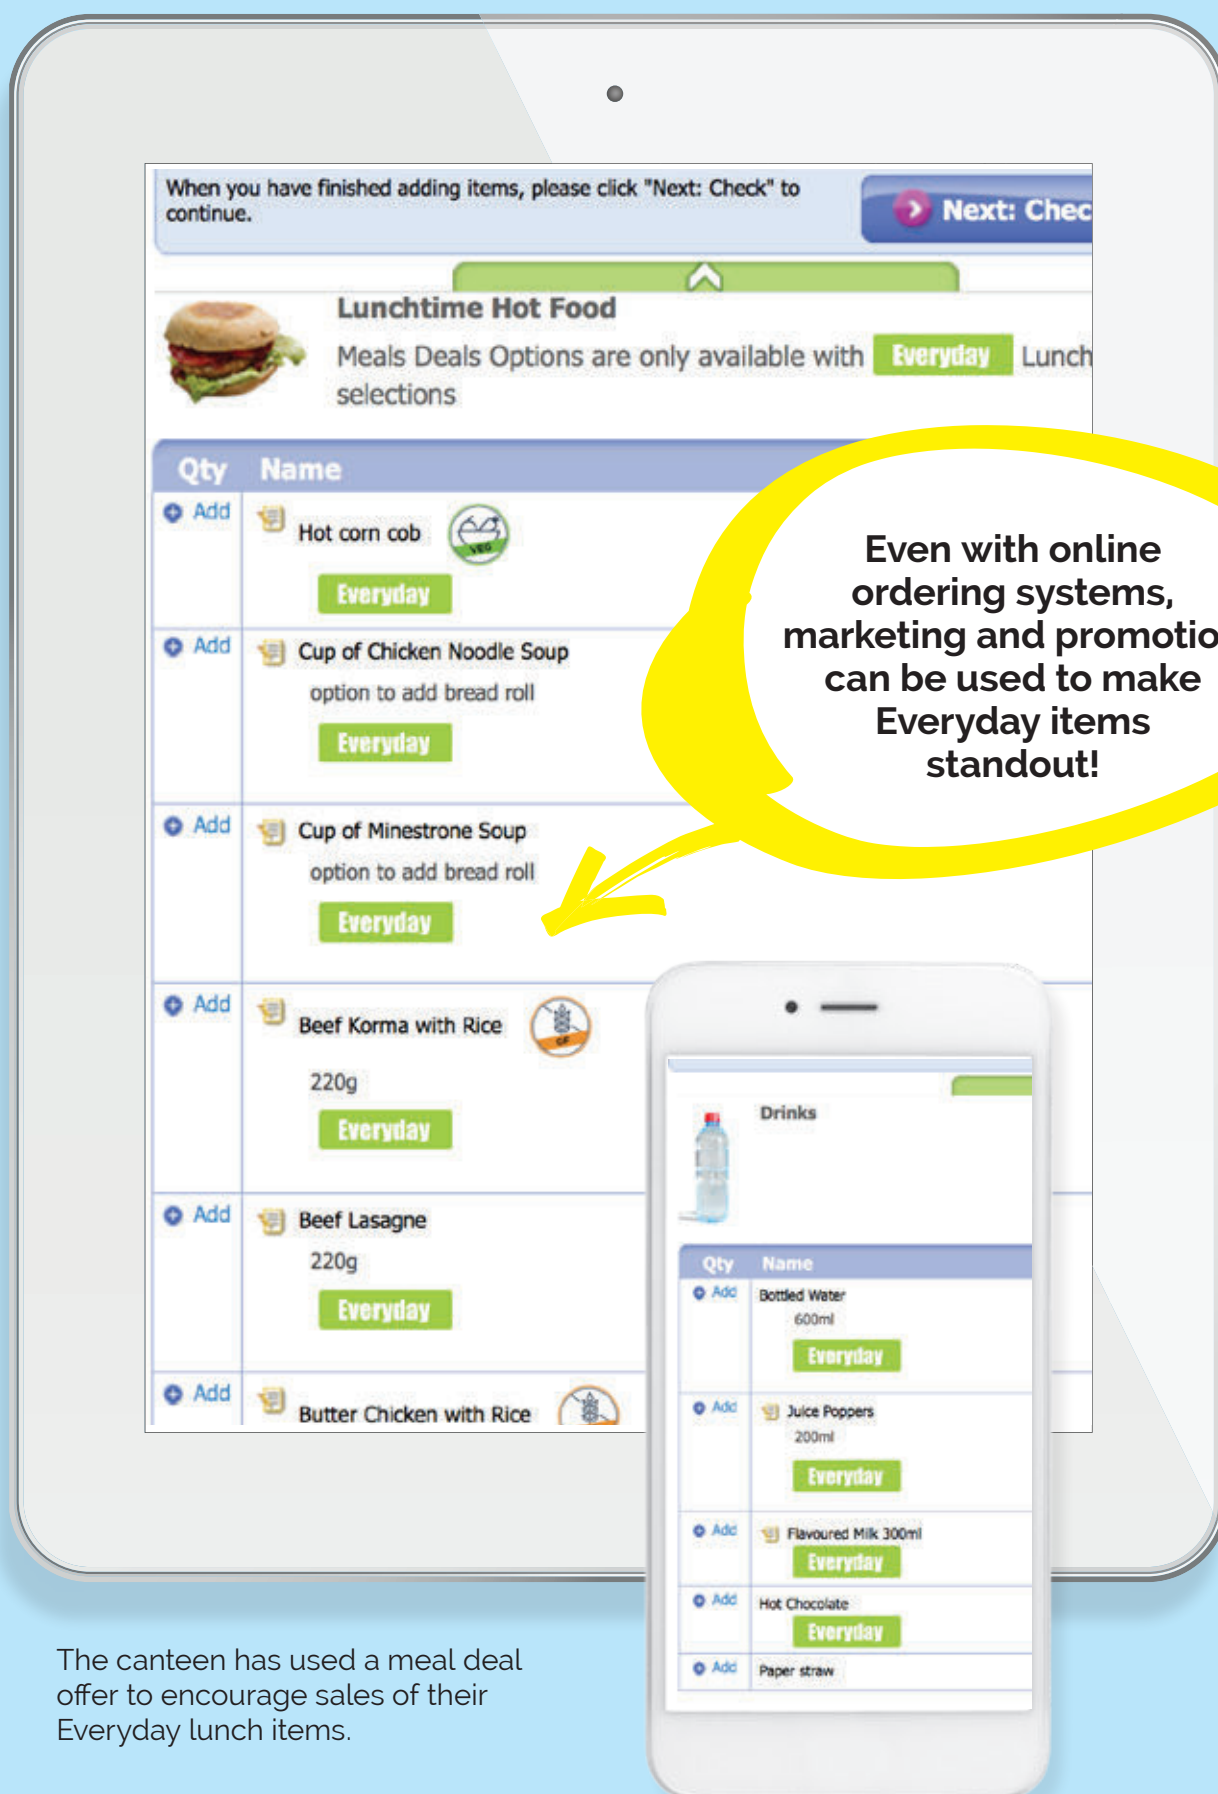 When you have finished adding items, please click "Next: Check" to
continue.
Next: Chec
Lunchtime Hot Food
Meals Deals Options are only available with Everyday Lunch
selections
Qty Name
Add Hot corn cob VEG
Everyday
Add Cup of Chicken Noodle Soup
option to add bread roll
Everyday
Add Cup of Minestrone Soup
option to add bread roll
Everyday
Add Beef Korma with Rice GF
220g
Everyday
Add Beef Lasagne
220g
Everyday
Add Butter Chicken with Rice
Even with online
ordering systems,
marketing and promotio
can be used to make
Everyday items
standout!
Drinks
Qty Name
Add Bottled Water
600ml
Everyday
Add Juice Poppers
200ml
Everyday
Add Flavoured Milk 300ml
Everyday
Add Hot Chocolate
Everyday
Add Paper straw
The canteen has used a meal deal
offer to encourage sales of their
Everyday lunch items.